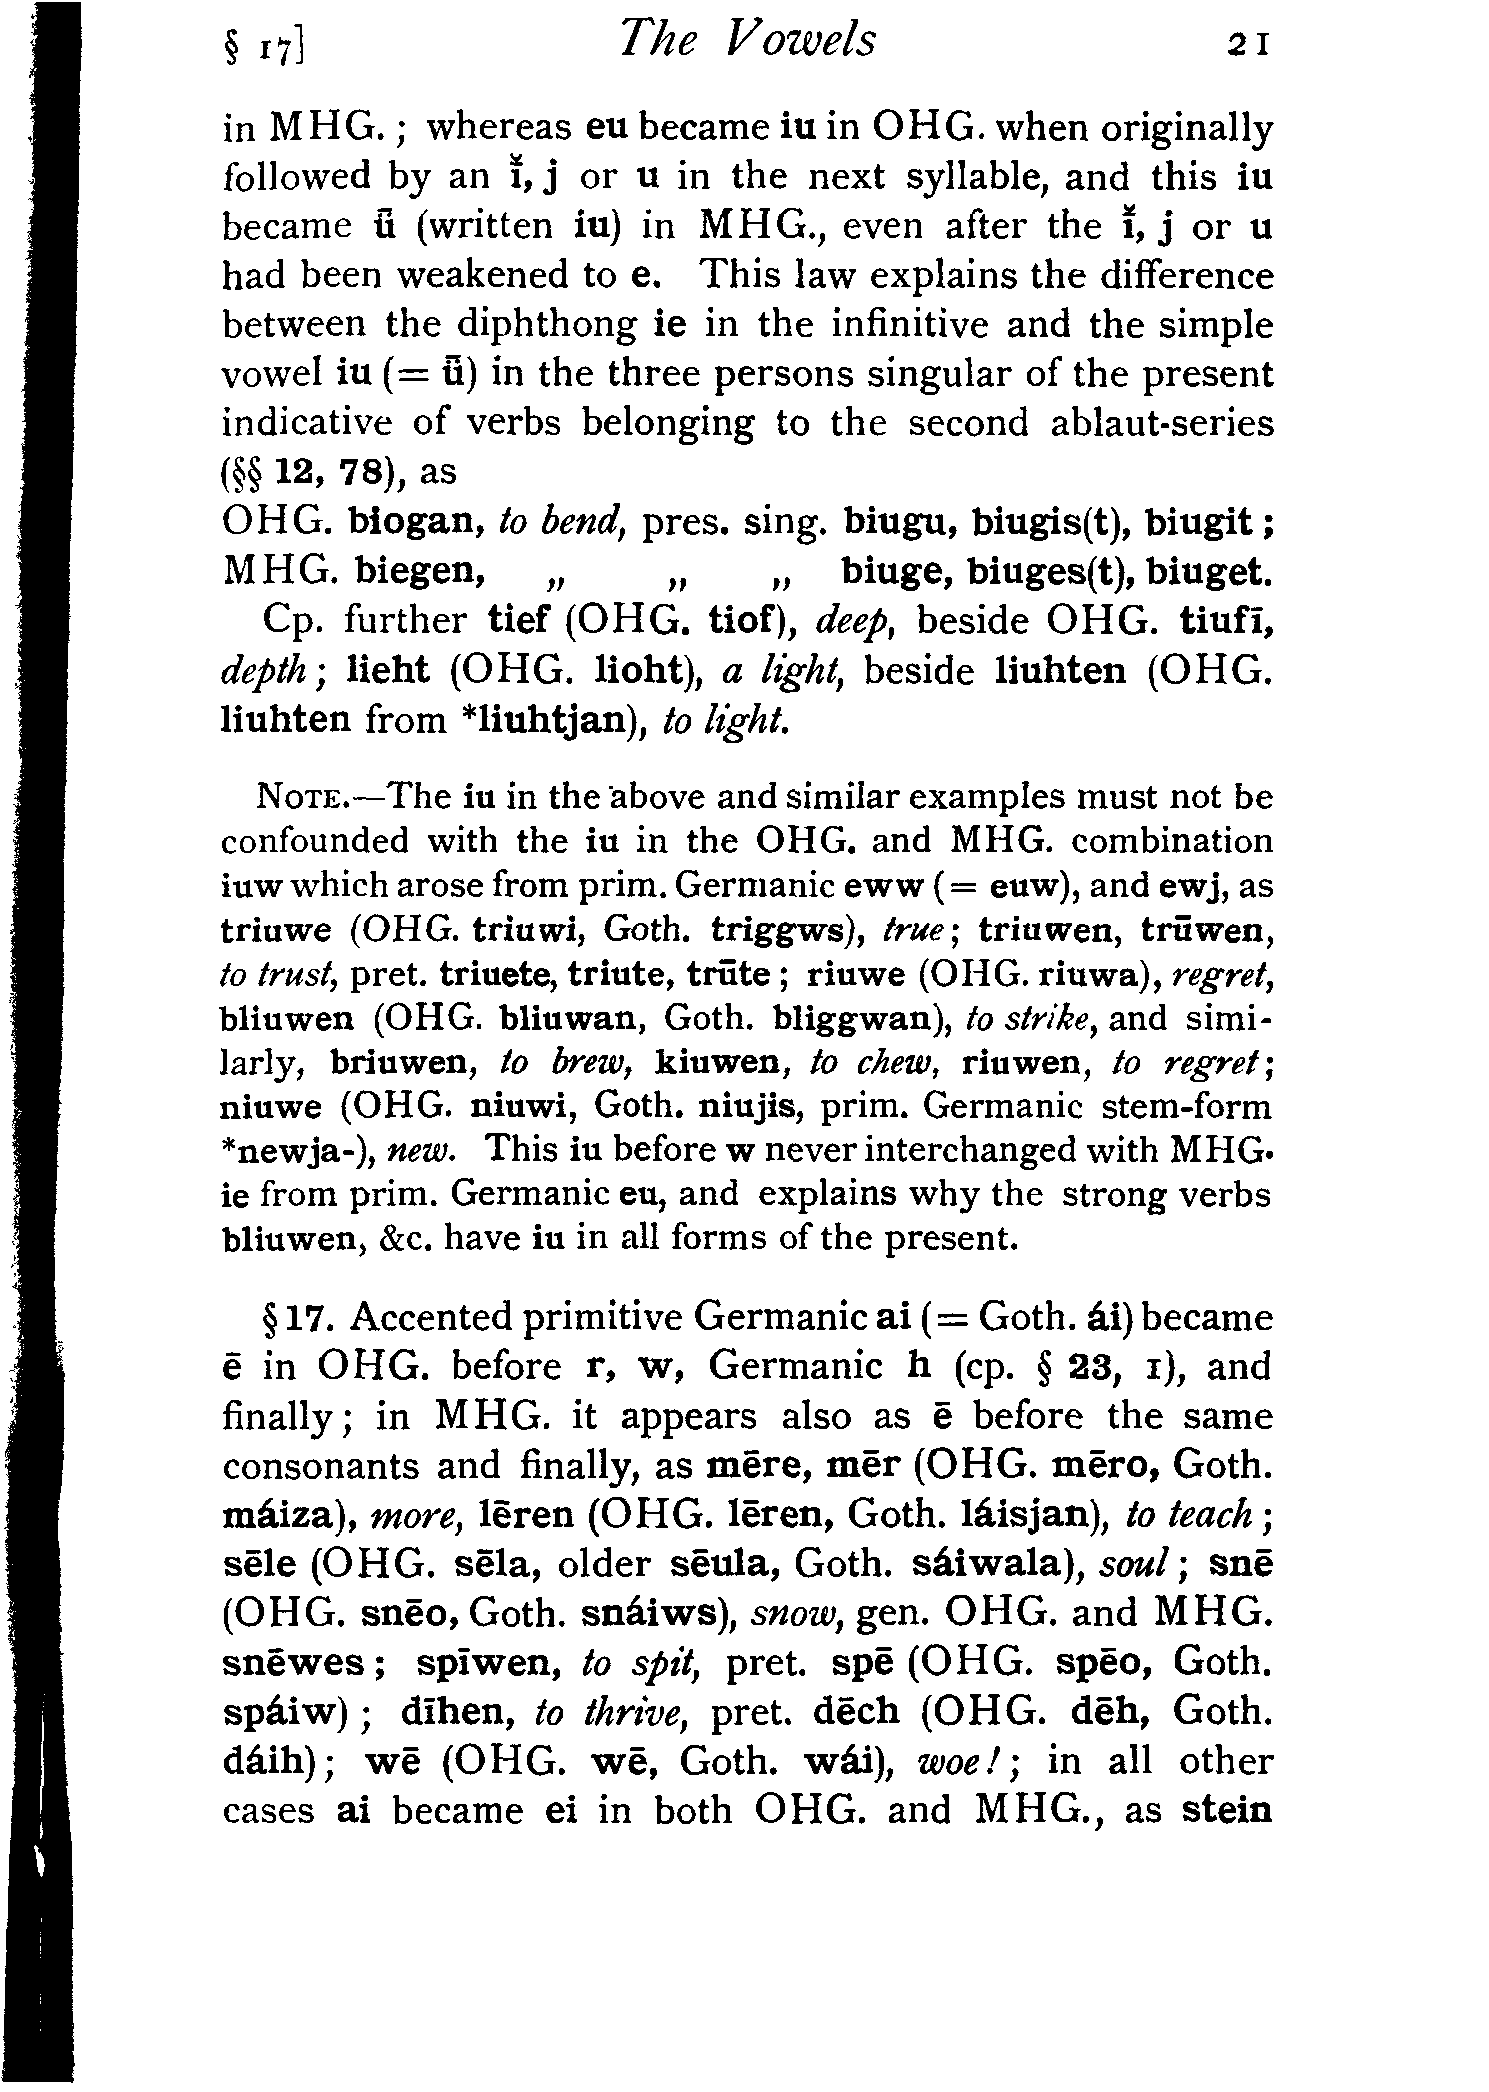 § 17] The Vowels 21
in MHG. ; whereas eu became iu in OHG. when originally
followed by an ī̆, j or u in the next syllable, and this iu
became ǖ (written iu) in MHG., even after the ī̆, j or u
had been weakened to e. This law explains the difference
between the diphthong ie in the infinitive and the simple
vowel iu (= ǖ) in the three persons singular of the present
indicative of verbs belonging to the second ablaut-series
(§§ 12, 78), as
OHG. biogan, to bend, pres. sing. biugu, biugis(t), biugit ;
MHG. biegen, „ „ „ biuge, biuges(t), biuget.
Cp. further tief (OHG. tiof), deep, beside OHG. tiufī,
depth ; lieht (OHG. lioht), a light, beside liuhten (OHG.
liuhten from *liuhtjan), to light.
NOTE.—The iu in the above and similar examples must not be
confounded with the iu in the OHG. and MHG. combination
iuw which arose from prim. Germanic eww (= euw), and ewj, as
triuwe (OHG. triuwi, Goth. triggws), true ; triuwen, trūwen,
to trust, pret. triuete, triute, trūte ; riuwe (OHG. riuwa), regret,
bliuwen (OHG. bliuwan, Goth. bliggwan), to strike, and simi-
larly, briuwen, to brew, kiuwen, to chew, riuwen, to regret ;
niuwe (OHG. niuwi, Goth. niujis, prim. Germanic stem-form
*newja-), new. This iu before w never interchanged with MHG.
ie from prim. Germanic eu, and explains why the strong verbs
bliuwen, &c. have iu in all forms of the present.
§ 17. Accented primitive Germanic ai (= Goth. ái) became
ē in OHG. before r, w, Germanic h (cp. § 23, 1), and
finally ; in MHG. it appears also as ē before the same
consonants and finally, as mēre, mēr (OHG. mēro, Goth.
máiza), more, lēren (OHG. lēren, Goth. láisjan), to teach ;
sēle (OHG. sēla, older sēula, Goth. sáiwala), soul ; snē
(OHG. snēo, Goth. snáiws), snow, gen. OHG. and MHG.
snēwes ; spīwen, to spit, pret. spē (OHG. spēo, Goth.
spáiw) ; dīhen, to thrive, pret. dēch (OHG. dēh, Goth.
dáih) ; wē (OHG. wē, Goth. wái), woe! ; in all other
cases ai became ei in both OHG. and MHG., as stein